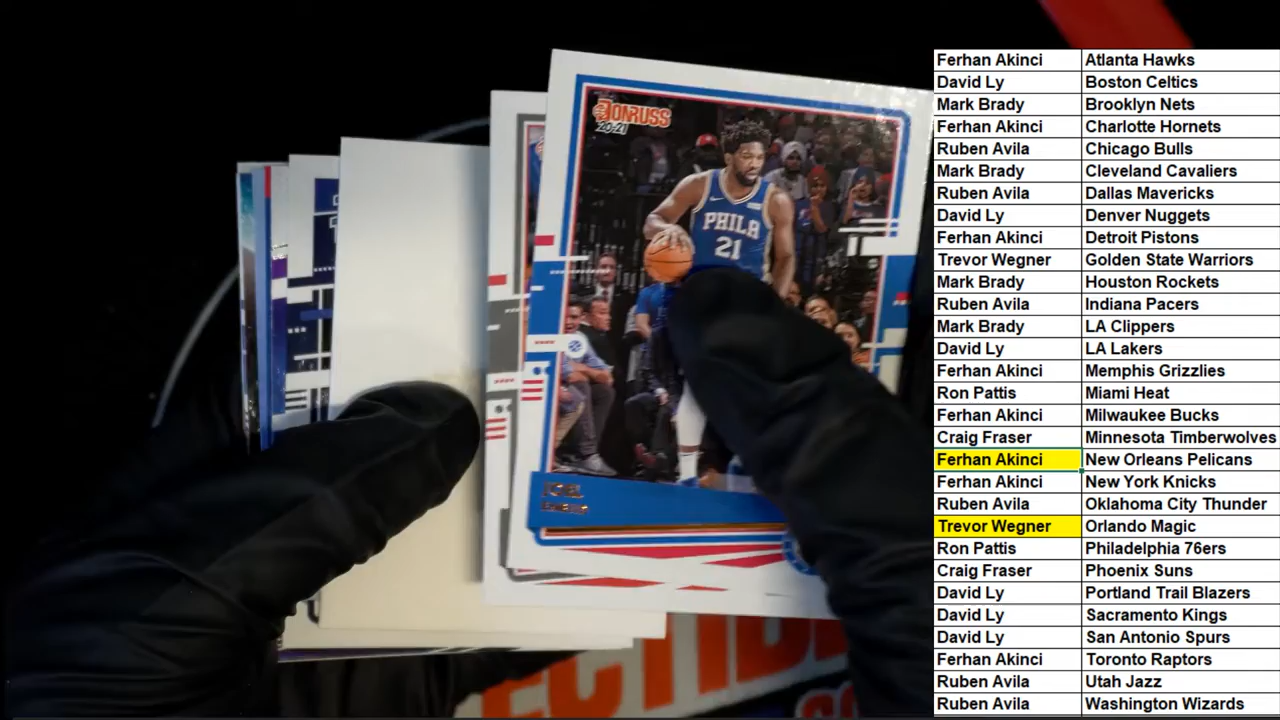 DONRUSS
20-21
PHILA
21
JOEL
EMBIID
Ferhan Akinci Atlanta Hawks
David Ly Boston Celtics
Mark Brady Brooklyn Nets
Ferhan Akinci Charlotte Hornets
Ruben Avila Chicago Bulls
Mark Brady Cleveland Cavaliers
Ruben Avila Dallas Mavericks
David Ly Denver Nuggets
Ferhan Akinci Detroit Pistons
Trevor Wegner Golden State Warriors
Mark Brady Houston Rockets
Ruben Avila Indiana Pacers
Mark Brady LA Clippers
David Ly LA Lakers
Ferhan Akinci Memphis Grizzlies
Ron Pattis Miami Heat
Ferhan Akinci Milwaukee Bucks
Craig Fraser Minnesota Timberwolves
Ferhan Akinci New Orleans Pelicans
Ferhan Akinci New York Knicks
Ruben Avila Oklahoma City Thunder
Trevor Wegner Orlando Magic
Ron Pattis Philadelphia 76ers
Craig Fraser Phoenix Suns
David Ly Portland Trail Blazers
David Ly Sacramento Kings
David Ly San Antonio Spurs
Ferhan Akinci Toronto Raptors
Ruben Avila Utah Jazz
Ruben Avila Washington Wizards